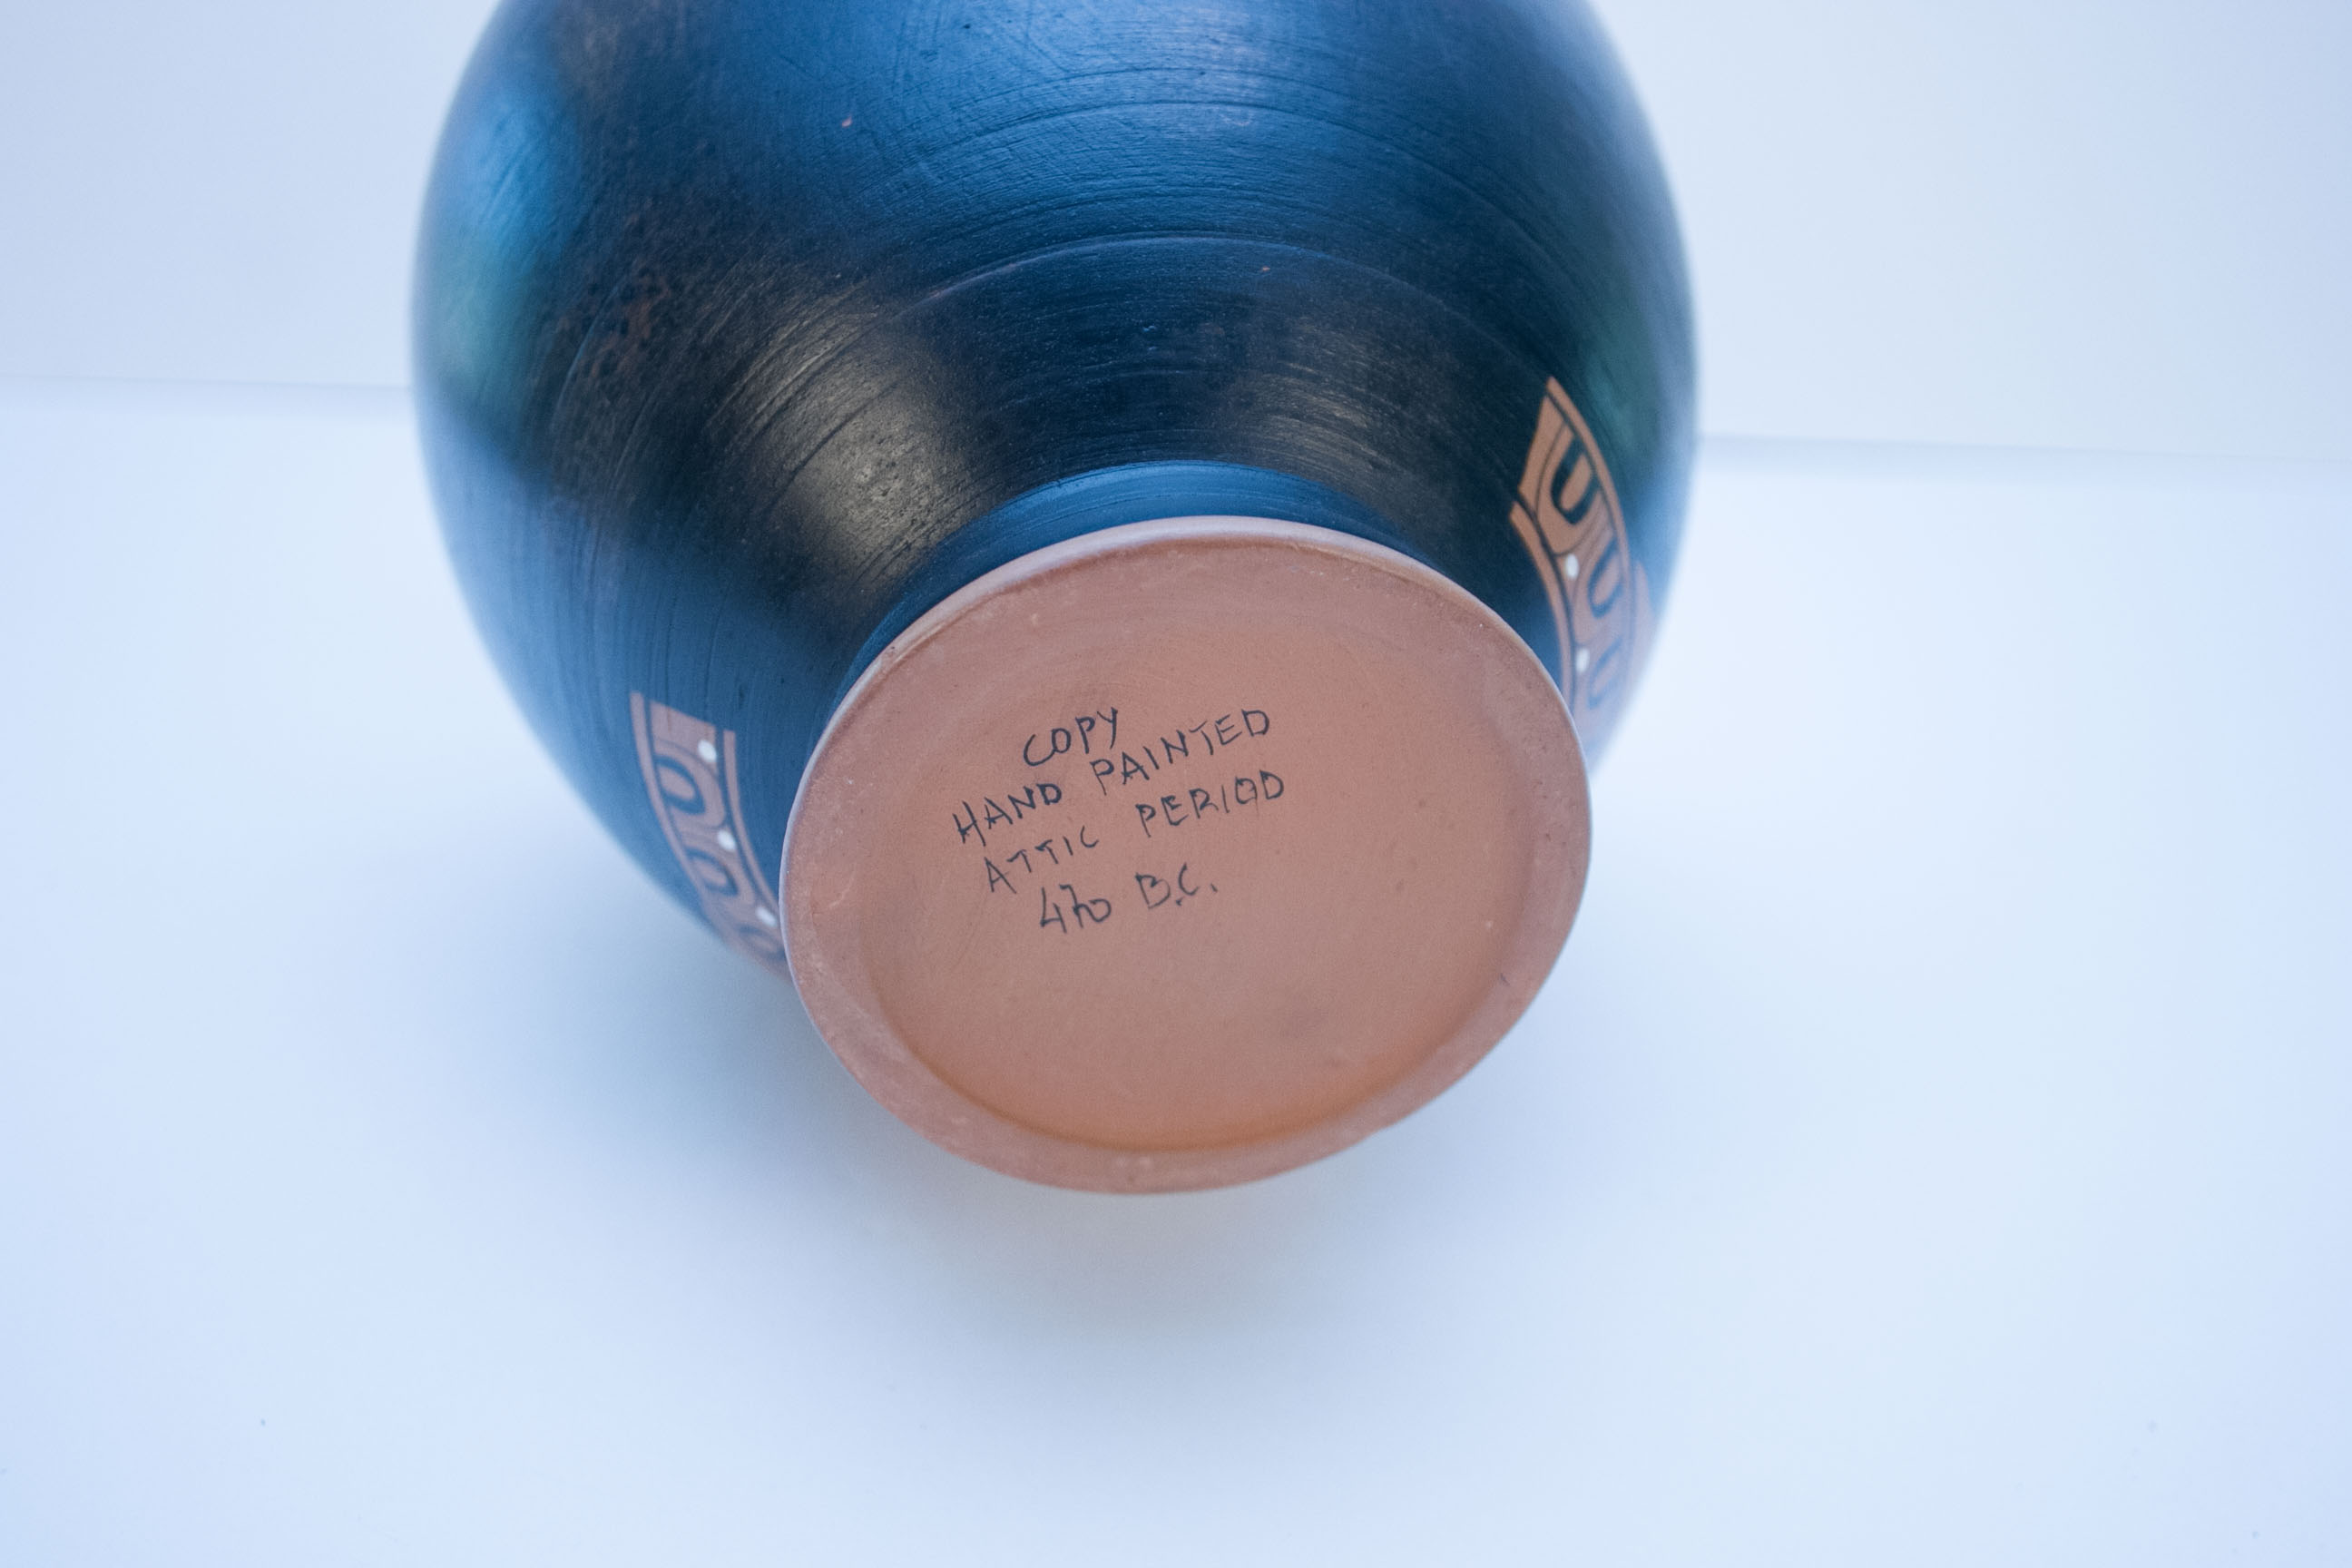 COPY
HAND PAINTED
ATTIC PERIOD
470 B.C.